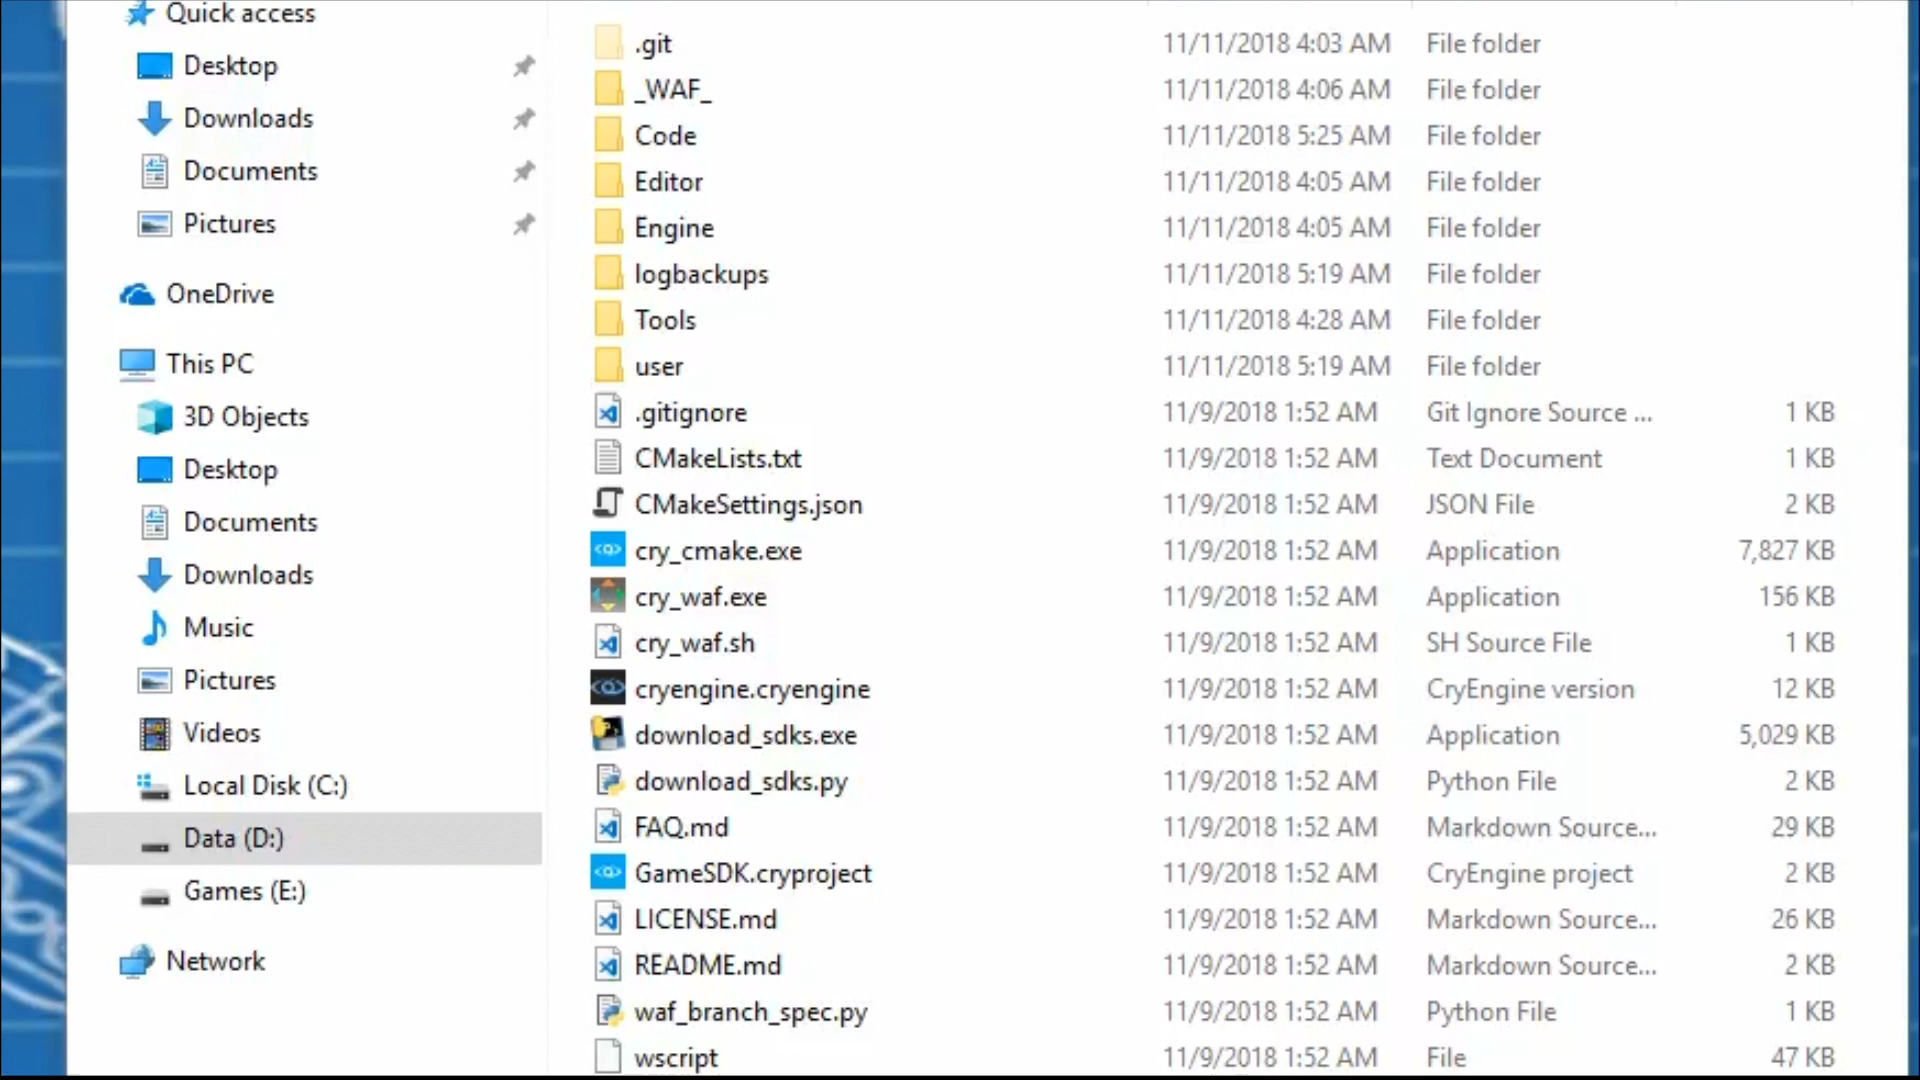 Quick access
Desktop
Downloads
Documents
Pictures
OneDrive
This PC
3D Objects
Desktop
Documents
Downloads
Music
Pictures
Videos
Local Disk (C:)
Data (D:)
Games (E:)
Network
.git 11/11/2018 4:03 AM File folder
_WAF_ 11/11/2018 4:06 AM File folder
Code 11/11/2018 5:25 AM File folder
Editor 11/11/2018 4:05 AM File folder
Engine 11/11/2018 4:05 AM File folder
logbackups 11/11/2018 5:19 AM File folder
Tools 11/11/2018 4:28 AM File folder
user 11/11/2018 5:19 AM File folder
.gitignore 11/9/2018 1:52 AM Git Ignore Source ... 1 KB
CMakeLists.txt 11/9/2018 1:52 AM Text Document 1 KB
CMakeSettings.json 11/9/2018 1:52 AM JSON File 2 KB
cry_cmake.exe 11/9/2018 1:52 AM Application 7,827 KB
cry_waf.exe 11/9/2018 1:52 AM Application 156 KB
cry_waf.sh 11/9/2018 1:52 AM SH Source File 1 KB
cryengine.cryengine 11/9/2018 1:52 AM CryEngine version 12 KB
download_sdks.exe 11/9/2018 1:52 AM Application 5,029 KB
download_sdks.py 11/9/2018 1:52 AM Python File 2 KB
FAQ.md 11/9/2018 1:52 AM Markdown Source... 29 KB
GameSDK.cryproject 11/9/2018 1:52 AM CryEngine project 2 KB
LICENSE.md 11/9/2018 1:52 AM Markdown Source... 26 KB
README.md 11/9/2018 1:52 AM Markdown Source... 2 KB
waf_branch_spec.py 11/9/2018 1:52 AM Python File 1 KB
wscript 11/9/2018 1:52 AM File 47 KB